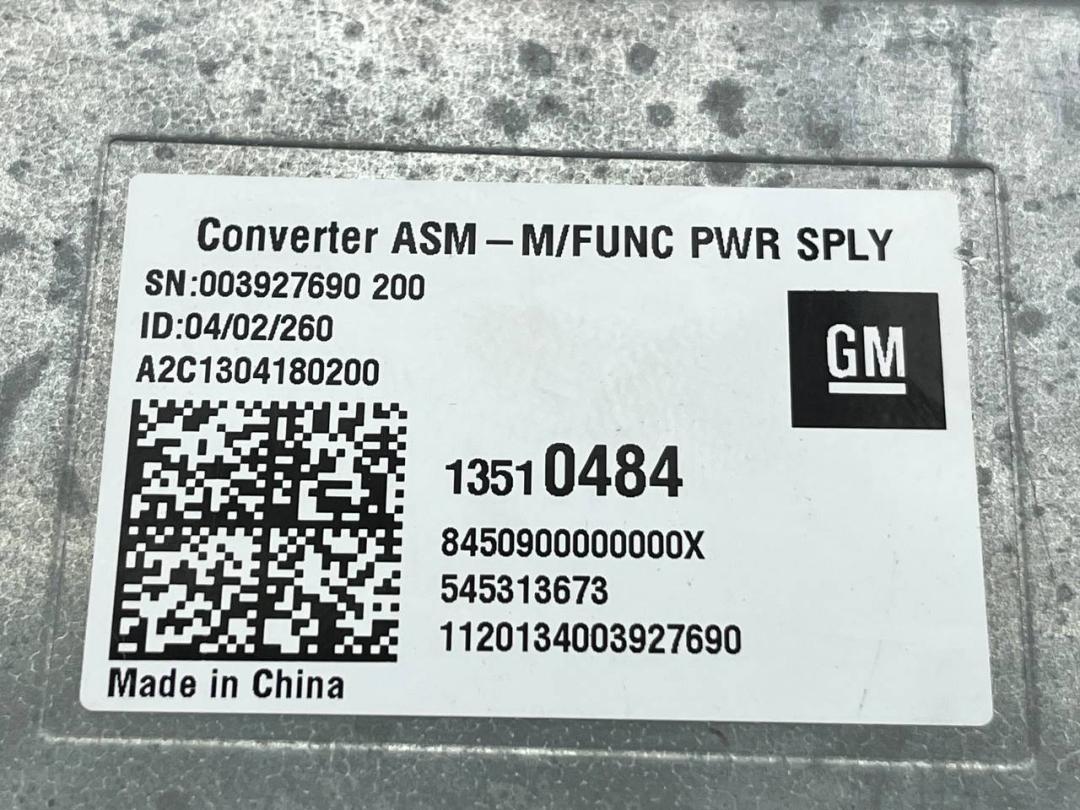 Converter ASM – M/FUNC PWR SPLY
SN:003927690 200
ID:04/02/260
A2C1304180200
GM
13510484
8450900000000X
545313673
1120134003927690
Made in China